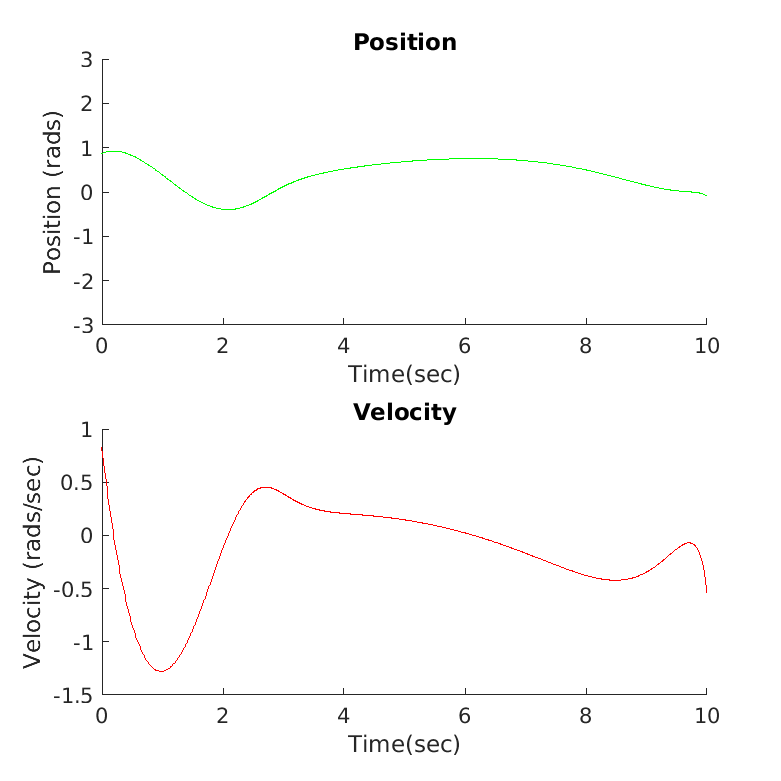 Position
3
2
1
0
-1
-2
-3
Position (rads)
0 2 4 6 8 10
Time(sec)
Velocity
1
0.5
0
-0.5
-1
-1.5
Velocity (rads/sec)
0 2 4 6 8 10
Time(sec)